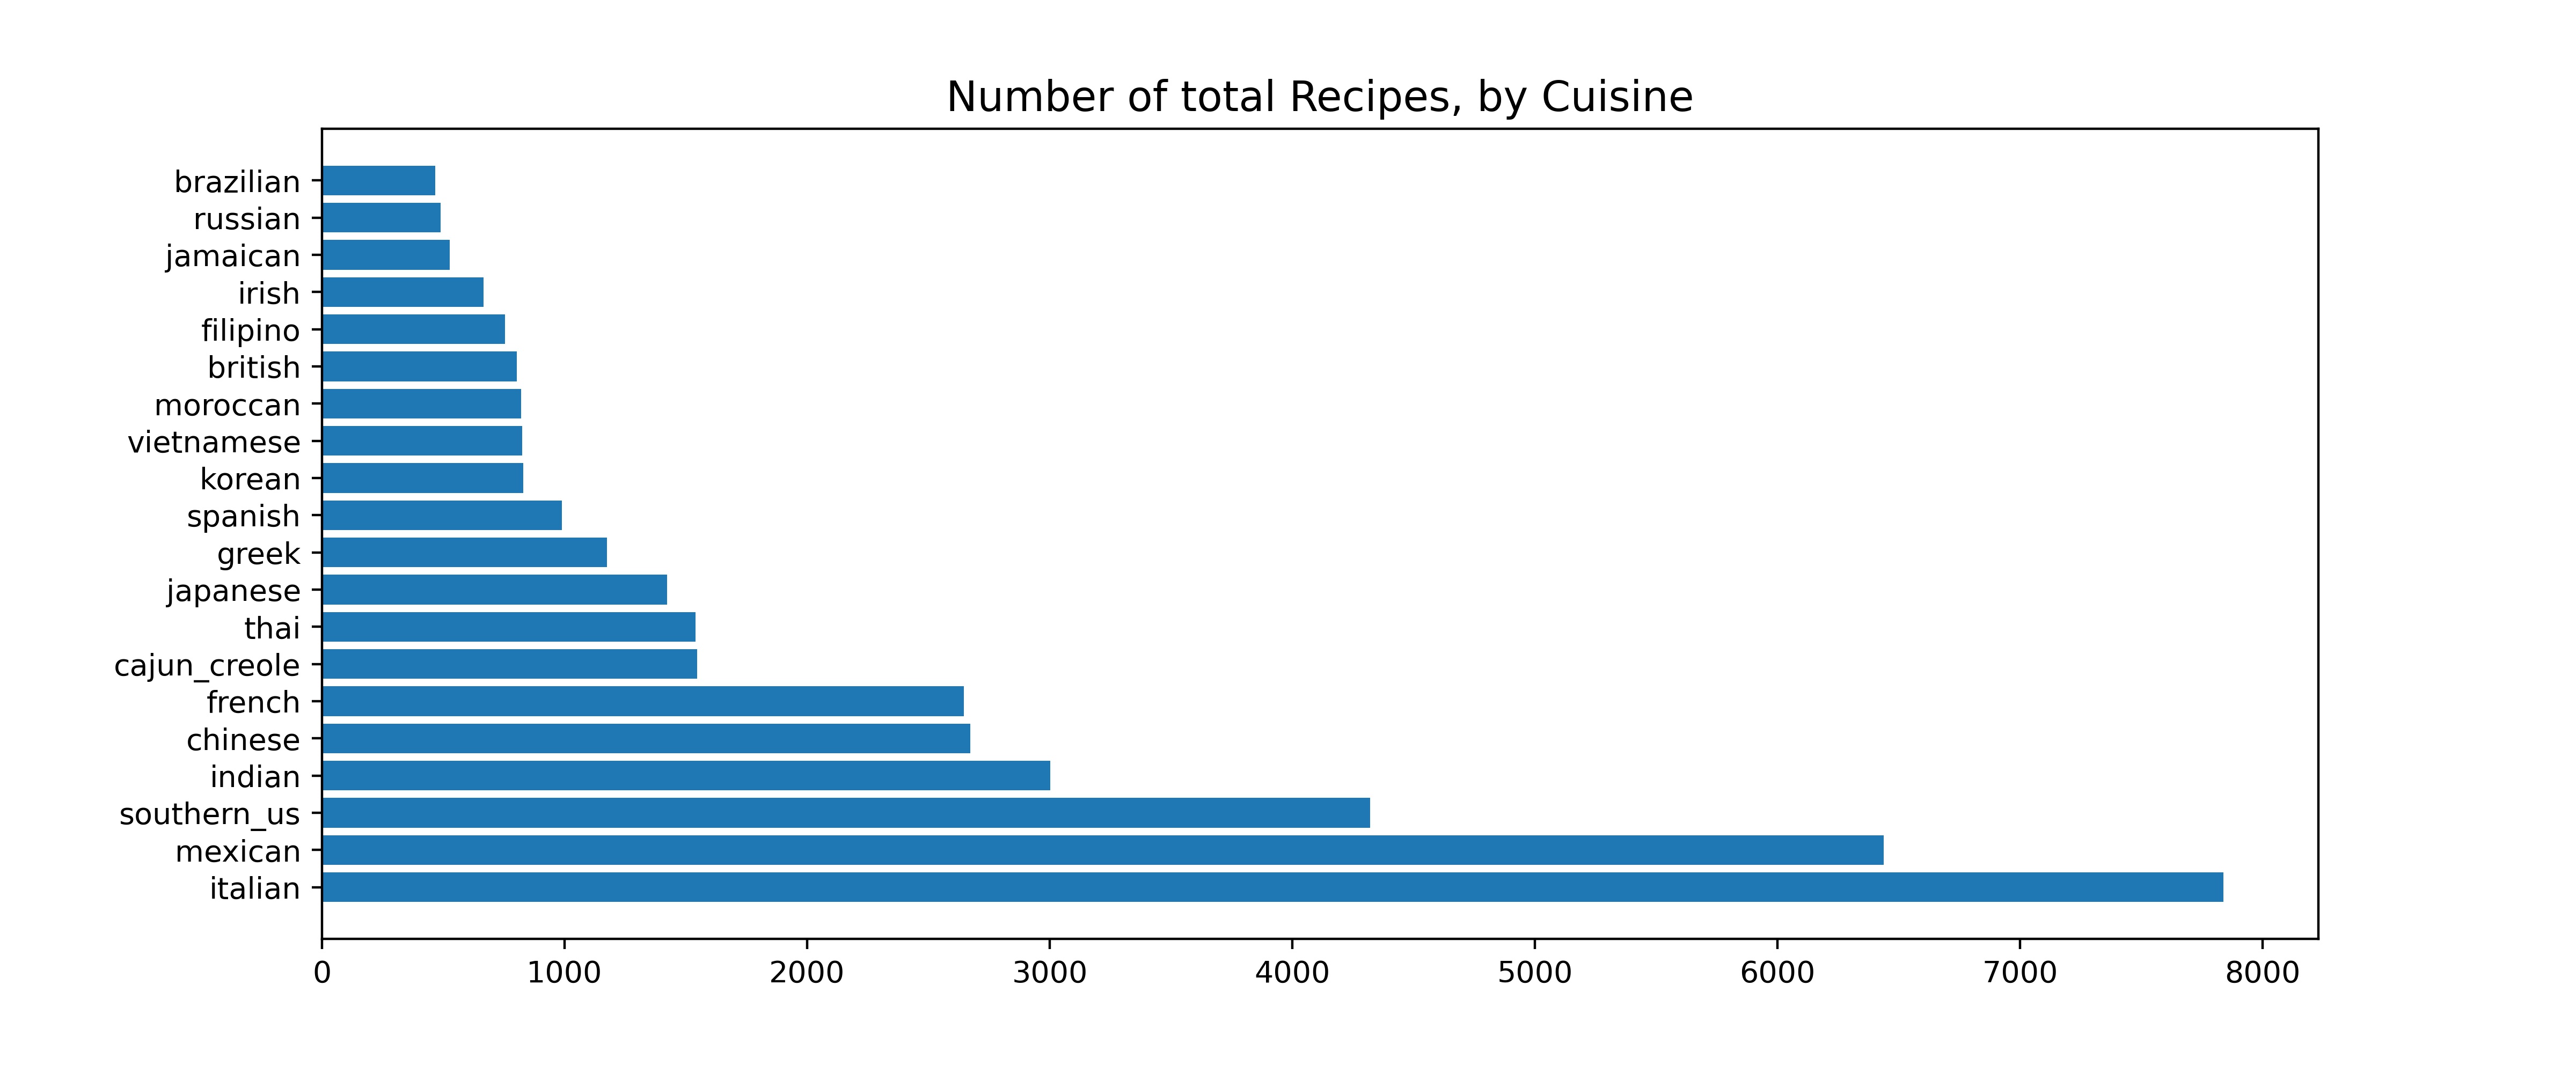 Number of total Recipes, by Cuisine
brazilian
russian
jamaican
irish
filipino
british
moroccan
vietnamese
korean
spanish
greek
japanese
thai
cajun_creole
french
chinese
indian
southern_us
mexican
italian
0 1000 2000 3000 4000 5000 6000 7000 8000